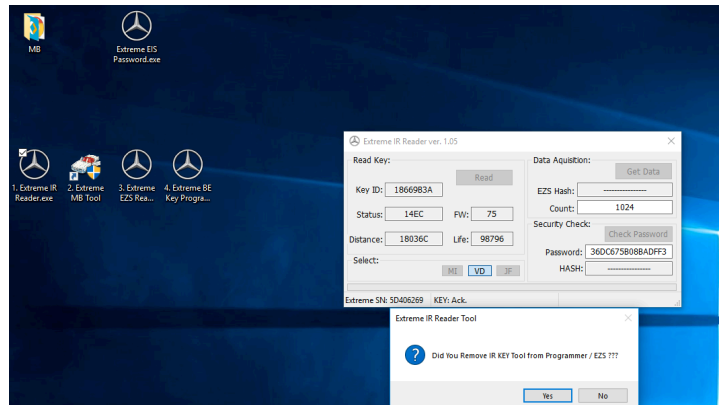 MB
Extreme EIS
Password.exe
1. Extreme IR
Reader.exe
2. Extreme
MB Tool
3. Extreme
EZS Rea...
4. Extreme BE
Key Progra...
Extreme IR Reader ver. 1.05
Read Key:
Read
Key ID: 18669B3A
Status: 14EC FW: 75
Distance: 18036C Life: 98796
Select:
MI VD JF
Data Aquisition:
Get Data
EZS Hash: ----------------
Count: 1024
Security Check:
Check Password
Password: 36DC675B08BADFF3
HASH: ----------------
Extreme SN: 5D406269 KEY: Ack.
Extreme IR Reader Tool
Did You Remove IR KEY Tool from Programmer / EZS ???
Yes No